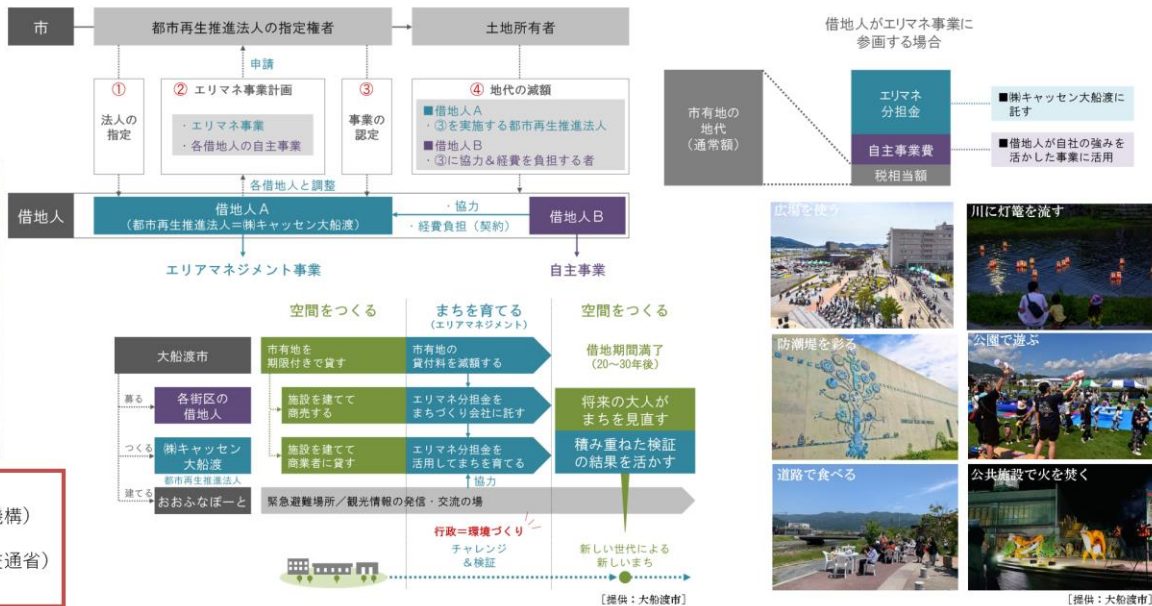 市
都市再生推進法人の指定権者
土地所有者
申請
①
法人の
指定
② エリマネ事業計画
・エリマネ事業
・各借地人の自主事業
③
事業の
認定
④ 地代の減額
■借地人A
・③を実施する都市再生推進法人
■借地人B
・③に協力＆経費を負担する者
各借地人と調整
借地人
借地人A
(都市再生推進法人＝㈱キャッセン大船渡)
・協力
・経費負担（契約）
借地人B
エリアマネジメント事業
自主事業
借地人がエリマネ事業に
参画する場合
市有地の
地代
(通常額)
エリマネ
分担金
自主事業費
税相当額
■㈱キャッセン大船渡に
託す
■借地人が自社の強みを
活かした事業に活用
空間をつくる
まちを育てる
(エリアマネジメント)
空間をつくる
大船渡市
市有地を
期限付きで貸す
市有地の
貸付料を減額する
借地期間満了
(20〜30年後)
募る
各街区の
借地人
施設を建てて
商売する
エリマネ分担金を
まちづくり会社に託す
将来の大人が
まちを見直す
つくる
㈱キャッセン
大船渡
都市再生推進法人
施設を建てて
商業者に貸す
エリマネ分担金を
活用してまちを育てる
積み重ねた検証
の結果を活かす
協力
建てる
おおふなぽーと
緊急避難場所／観光情報の発信・交流の場
行政＝環境づくり
チャレンジ
＆検証
新しい世代による
新しいまち
[提供：大船渡市]
広場を使う
川に灯篭を流す
防潮堤を彩る
公園で遊ぶ
道路で食べる
公共施設で火を焚く
[提供：大船渡市]
機構)
交通省)